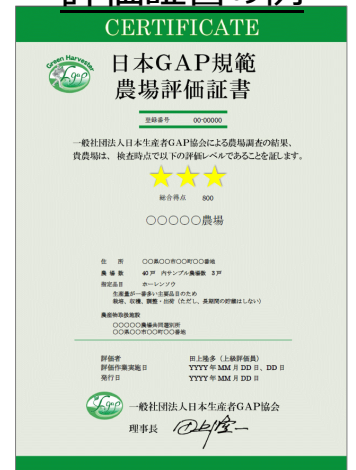 評価証書の例
CERTIFICATE
Green Harvester
GAP
日本GAP規範
農場評価証書
登録番号 00-00000
一般社団法人日本生産者GAP協会による農場調査の結果、
貴農場は、検査時点で以下の評価レベルであることを証します。
総合得点 800
○○○○○農場
住 所 ○○県○○市○○町○○番地
農 場 数 40戸 内サンプル農場数 3戸
指定品目 ホーレンソウ
生産量が一番多い主要品目のため
栽培、収穫、調整・出荷(ただし、長期間の貯蔵はしない)
農産物取扱施設
○○○○○農場共同選別所
○○県○○市○○町○○番地
評価者 田上隆多(上級評価員)
評価作業実施日 YYYY年MM月DD日、DD日
発行日 YYYY年MM月DD日
一般社団法人日本生産者GAP協会
理事長